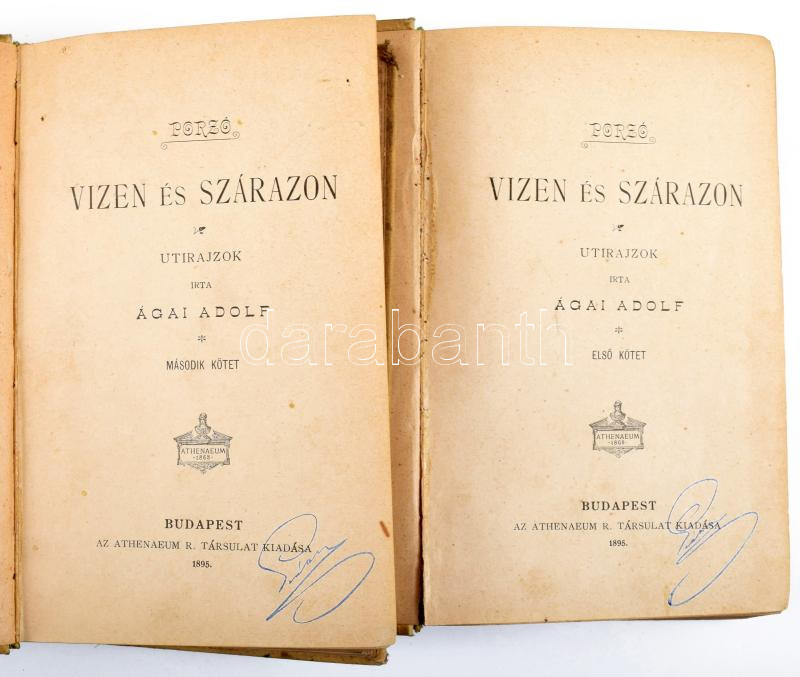 PORZÓ
VIZEN ÉS SZÁRAZON
UTIRAJZOK
IRTA
ÁGAI ADOLF
MÁSODIK KÖTET
ATHENAEUM
1868
BUDAPEST
AZ ATHENAEUM R. TÁRSULAT KIADÁSA
1895.
PORZÓ
VIZEN ÉS SZÁRAZON
UTIRAJZOK
IRTA
ÁGAI ADOLF
ELSŐ KÖTET
ATHENAEUM
1868
BUDAPEST
AZ ATHENAEUM R. TÁRSULAT KIADÁSA
1895.
darabanth